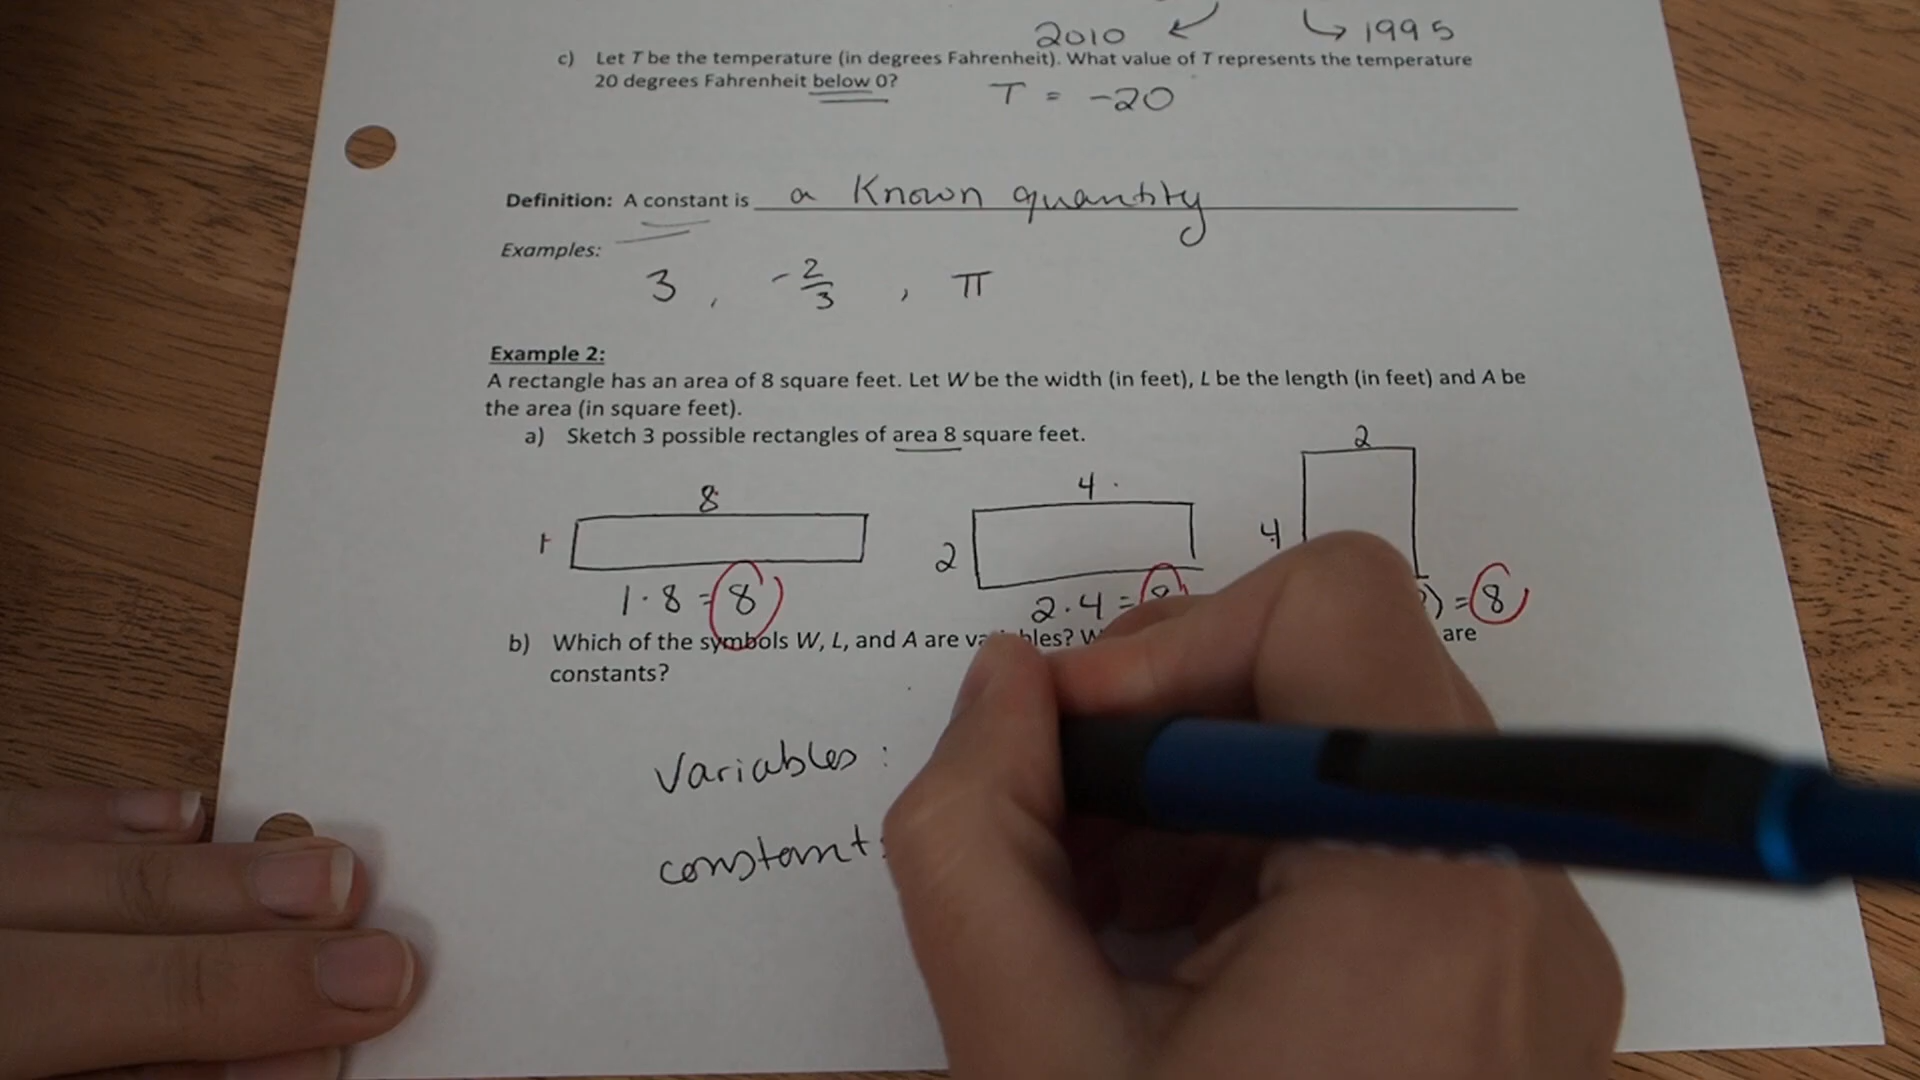 2010 ↙ ↳ 1995
c) Let T be the temperature (in degrees Fahrenheit). What value of T represents the temperature
20 degrees Fahrenheit below 0?
T = -20
Definition: A constant is a known quantity
Examples:
3, -2/3, π
Example 2:
A rectangle has an area of 8 square feet. Let W be the width (in feet), L be the length (in feet) and A be
the area (in square feet).
a) Sketch 3 possible rectangles of area 8 square feet.
8 4 2
1 2 4
1·8 = 8 2·4 = ) = 8
b) Which of the symbols W, L, and A are variables? are
constants?
Variables:
constant: